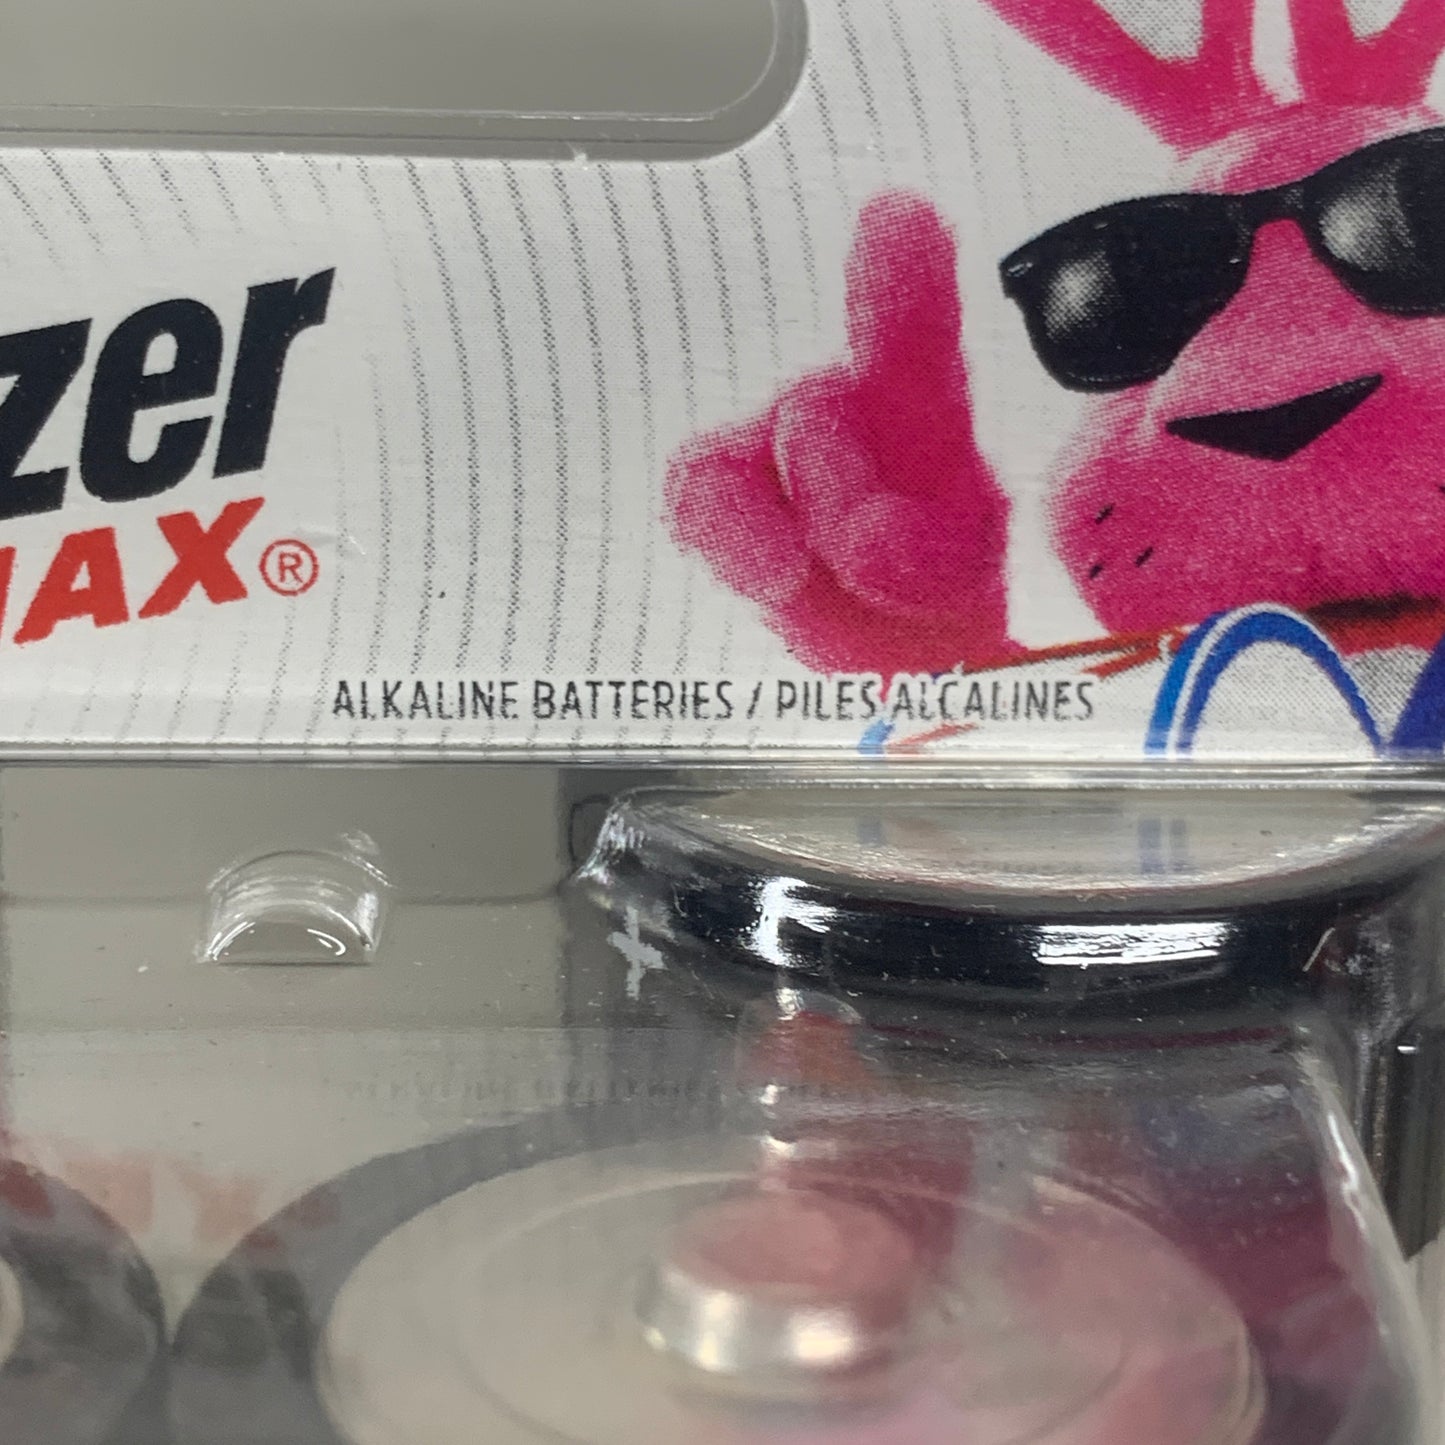 zer
AX®
ALKALINE BATTERIES / PILES ALCALINES
+